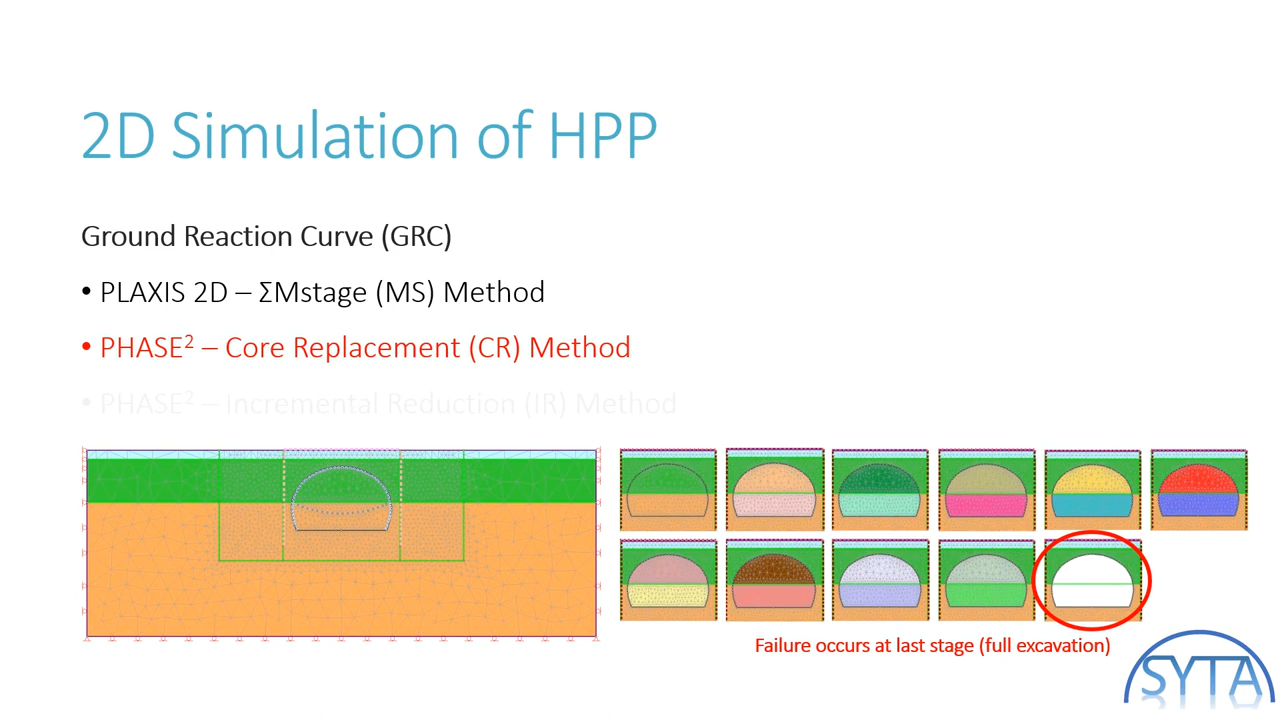 2D Simulation of HPP
Ground Reaction Curve (GRC)
• PLAXIS 2D – ΣMstage (MS) Method
• PHASE² – Core Replacement (CR) Method
• PHASE² – Incremental Reduction (IR) Method
Failure occurs at last stage (full excavation)
SYTA